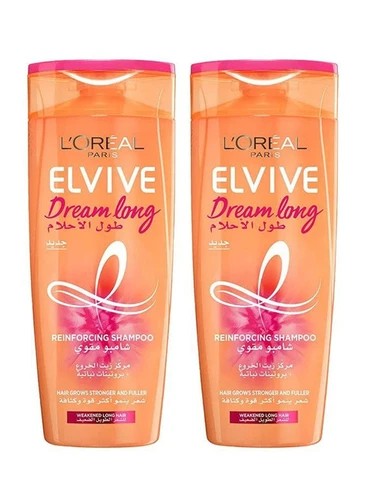 L'ORÉAL
PARIS
ELVIVE
Dream long
طول الأحلام
جديد
REINFORCING SHAMPOO
شامبو مقوي
مركز زيت الخروع
+ بروتينات نباتية
HAIR GROWS STRONGER AND FULLER
شعر ينمو أكثر قوة وكثافة
WEAKENED LONG HAIR
للشعر الطويل الضعيف
L'ORÉAL
PARIS
ELVIVE
Dream long
طول الأحلام
جديد
REINFORCING SHAMPOO
شامبو مقوي
مركز زيت الخروع
+ بروتينات نباتية
HAIR GROWS STRONGER AND FULLER
شعر ينمو أكثر قوة وكثافة
WEAKENED LONG HAIR
للشعر الطويل الضعيف